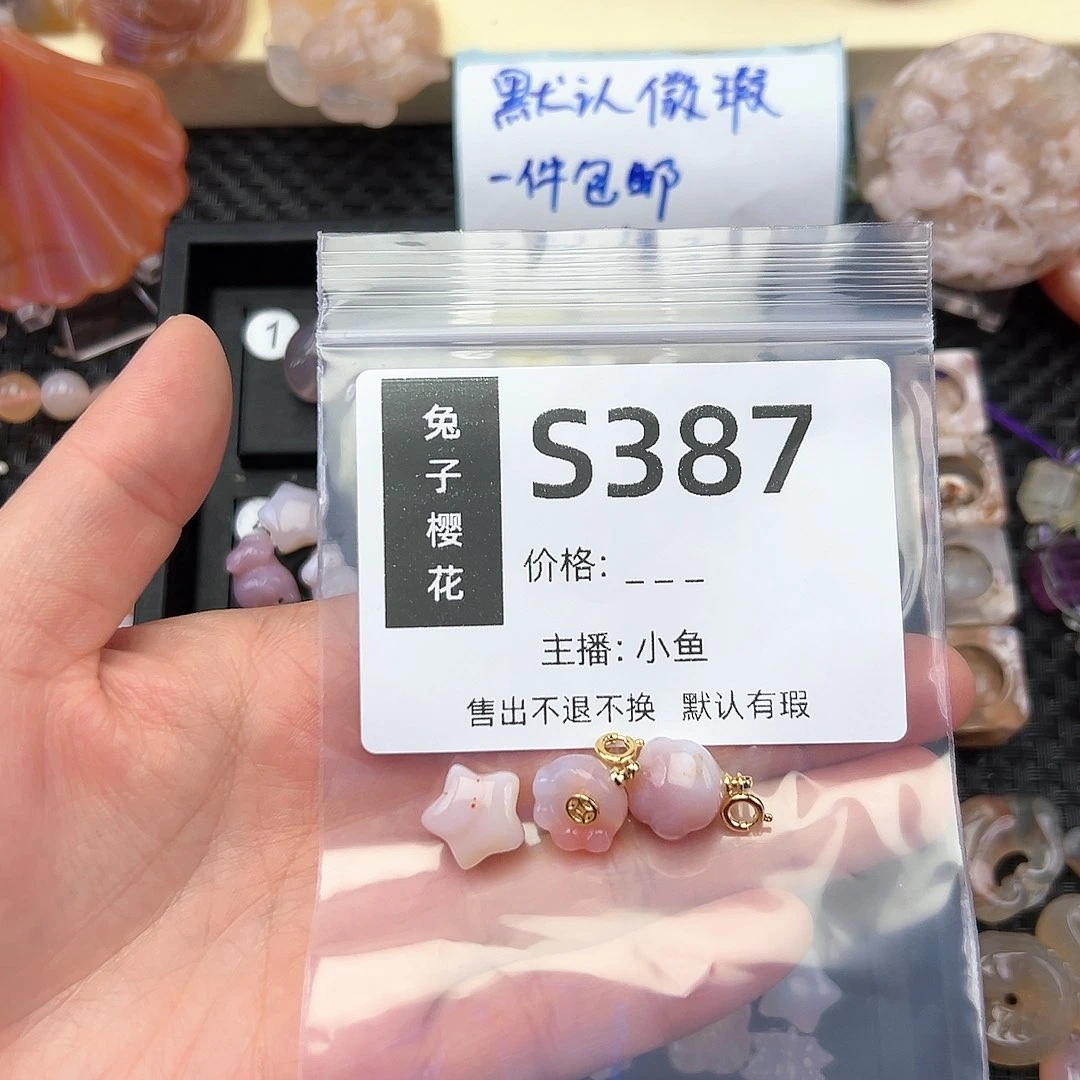 默认微瑕
一件包邮
1
兔子樱花
S387
价格: _ _ _
主播: 小鱼
售出不退不换 默认有瑕